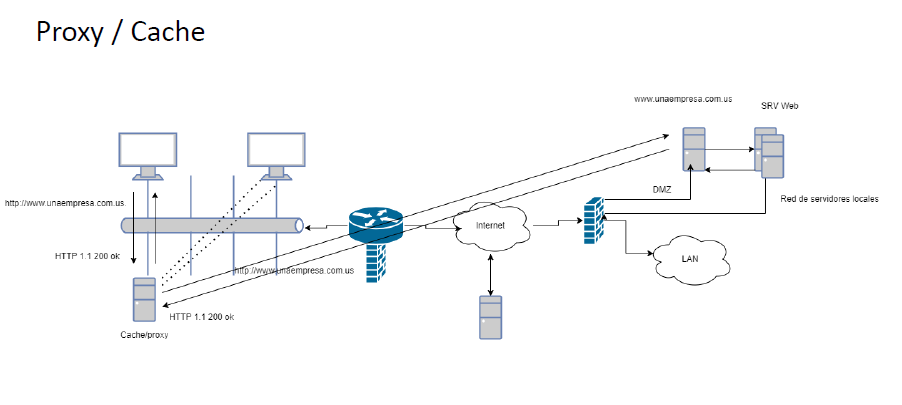 Proxy / Cache
www.unaempresa.com.us
SRV Web
http://www.unaempresa.com.us.
DMZ
Red de servidores locales
Internet
HTTP 1.1 200 ok
LAN
http://www.unaempresa.com.us
HTTP 1.1 200 ok
Cache/proxy